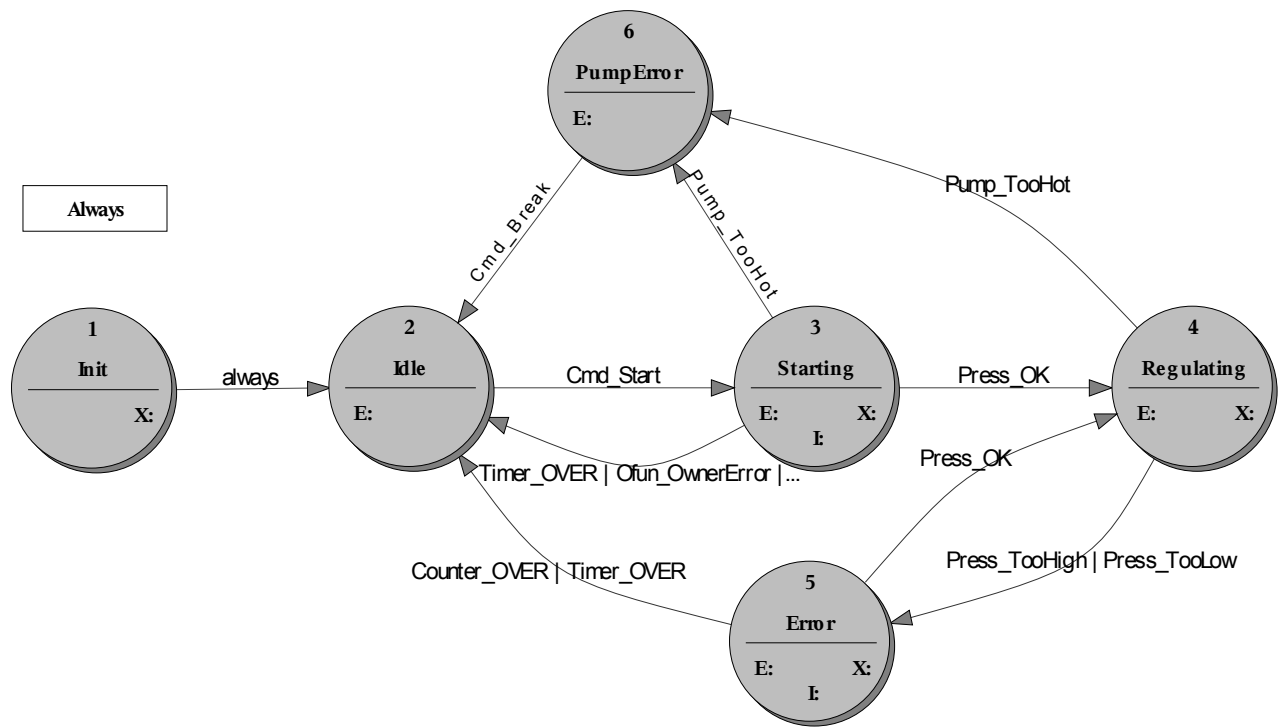 6
PumpError
E:
Always
Cmd_Break
Pump_TooHot
Pump_TooHot
1
Init
X:
always
2
Idle
E:
Cmd_Start
3
Starting
E: X:
I:
Press_OK
4
Regulating
E: X:
Timer_OVER | Ofun_OwnerError |...
Press_OK
Counter_OVER | Timer_OVER
Press_TooHigh | Press_TooLow
5
Error
E: X:
I: